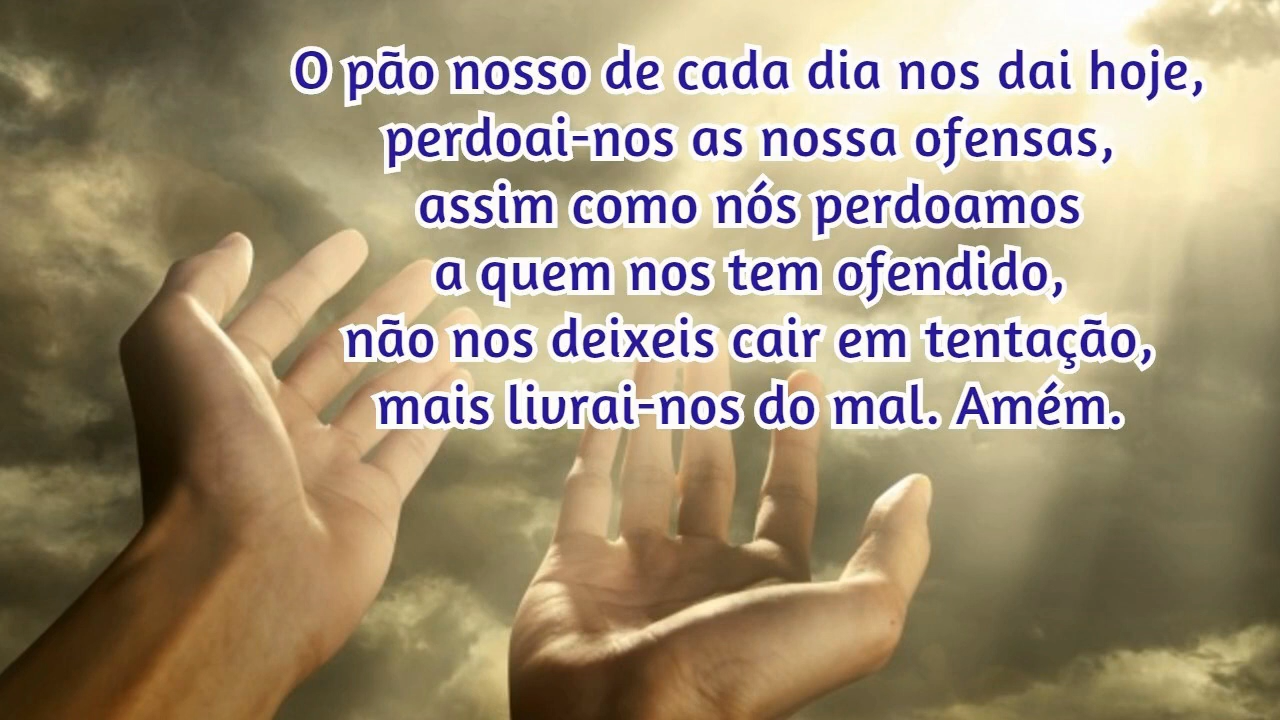 O pão nosso de cada dia nos dai hoje,
perdoai-nos as nossa ofensas,
assim como nós perdoamos
a quem nos tem ofendido,
não nos deixeis cair em tentação,
mais livrai-nos do mal. Amém.